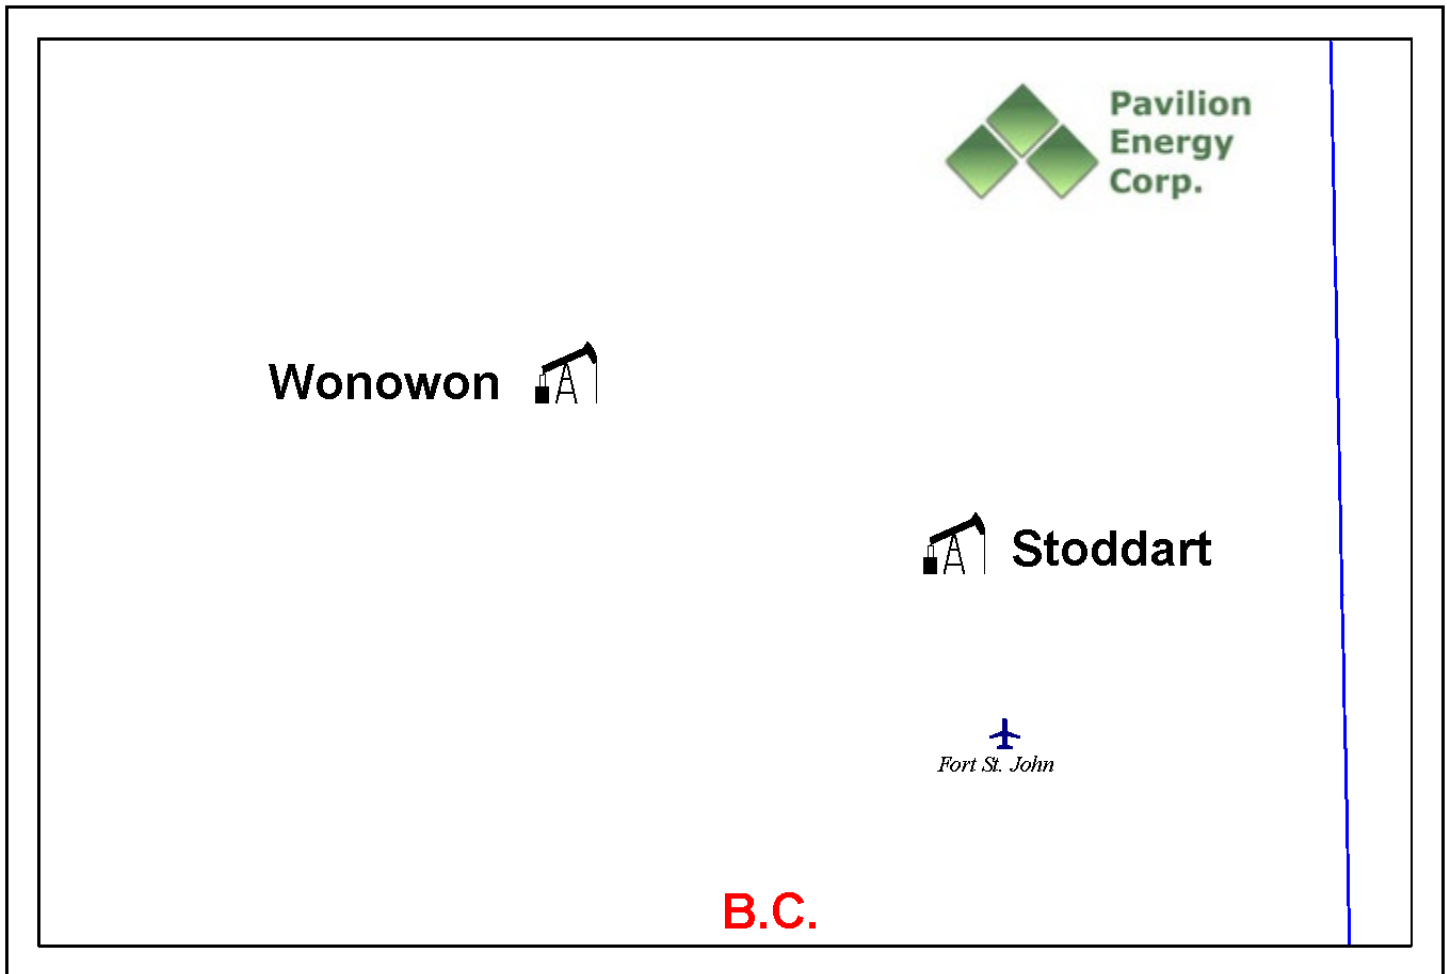 Pavilion
Energy
Corp.
Wonowon
Stoddart
Fort St. John
B.C.